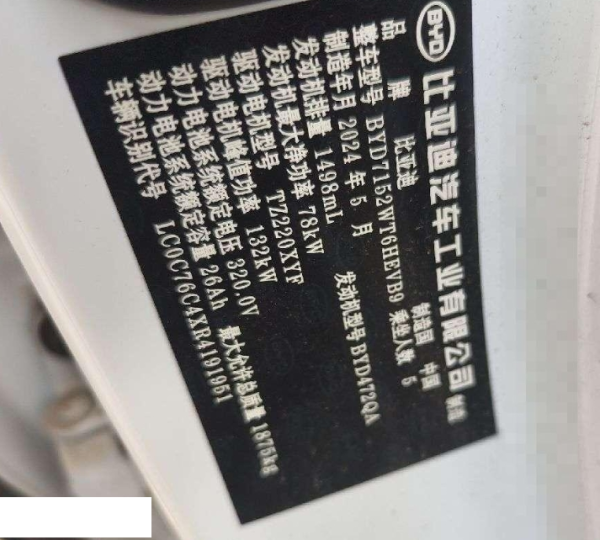 BYD 比亚迪汽车工业有限公司 制造
品牌 比亚迪 制造国 中国
整车型号 BYD7152WT6HEVB9 乘坐人数 5
制造年月 2024 年 5 月
发动机排量 1498mL 发动机型号 BYD472QA
发动机最大净功率 78kW
驱动电机型号 TZ220XYF
驱动电机峰值功率 132kW
动力电池系统额定电压 320.0V
动力电池系统额定容量 26Ah 最大允许总质量 1875kg
车辆识别代号 LC0C76C4XR4191951